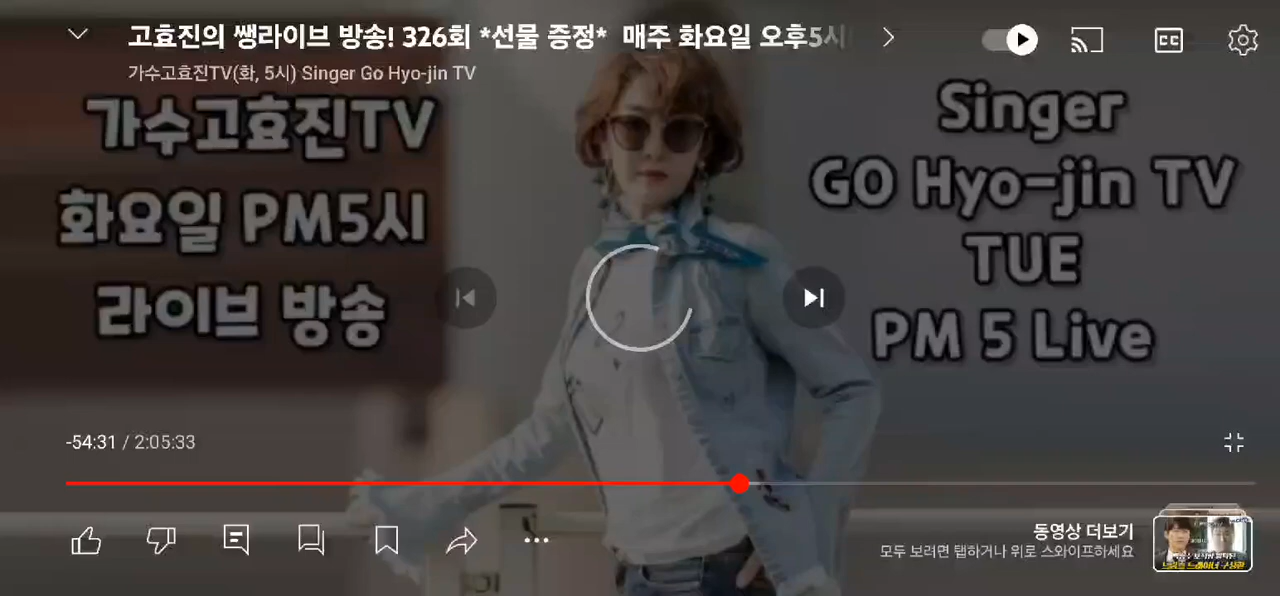 고효진의 쌩라이브 방송! 326회 *선물 증정* 매주 화요일 오후5시
가수고효진TV(화, 5시) Singer Go Hyo-jin TV
CC
가수고효진TV
화요일 PM5시
라이브 방송
Singer
GO Hyo-jin TV
TUE
PM 5 Live
-54:31 / 2:05:33
동영상 더보기
모두 보려면 탭하거나 위로 스와이프하세요